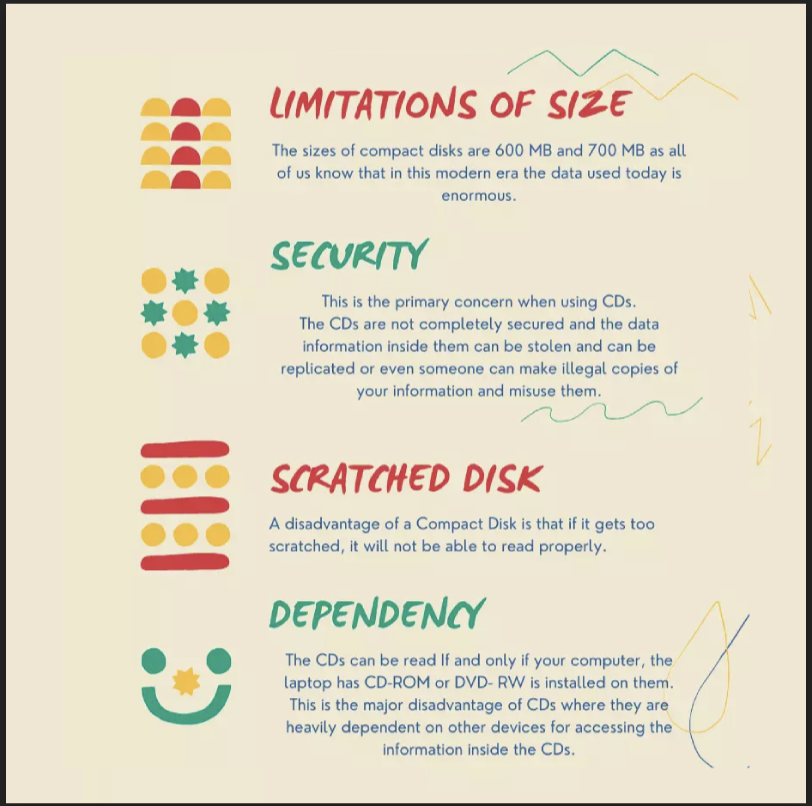 LIMITATIONS OF SIZE
The sizes of compact disks are 600 MB and 700 MB as all
of us know that in this modern era the data used today is
enormous.
SECURITY
This is the primary concern when using CDs.
The CDs are not completely secured and the data
information inside them can be stolen and can be
replicated or even someone can make illegal copies of
your information and misuse them.
SCRATCHED DISK
A disadvantage of a Compact Disk is that if it gets too
scratched, it will not be able to read properly.
DEPENDENCY
The CDs can be read If and only if your computer, the
laptop has CD-ROM or DVD- RW is installed on them.
This is the major disadvantage of CDs where they are
heavily dependent on other devices for accessing the
information inside the CDs.